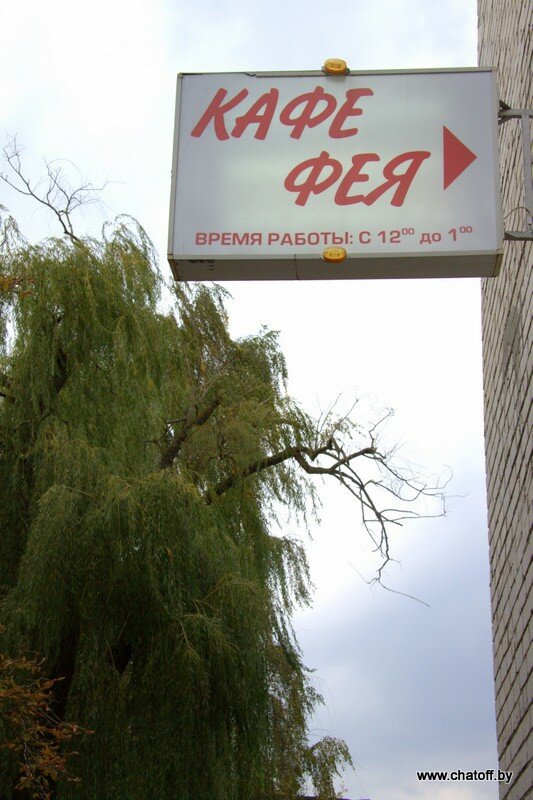 КАФЕ
ФЕЯ
ВРЕМЯ РАБОТЫ: С 12⁰⁰ ДО 1⁰⁰
www.chatoff.by